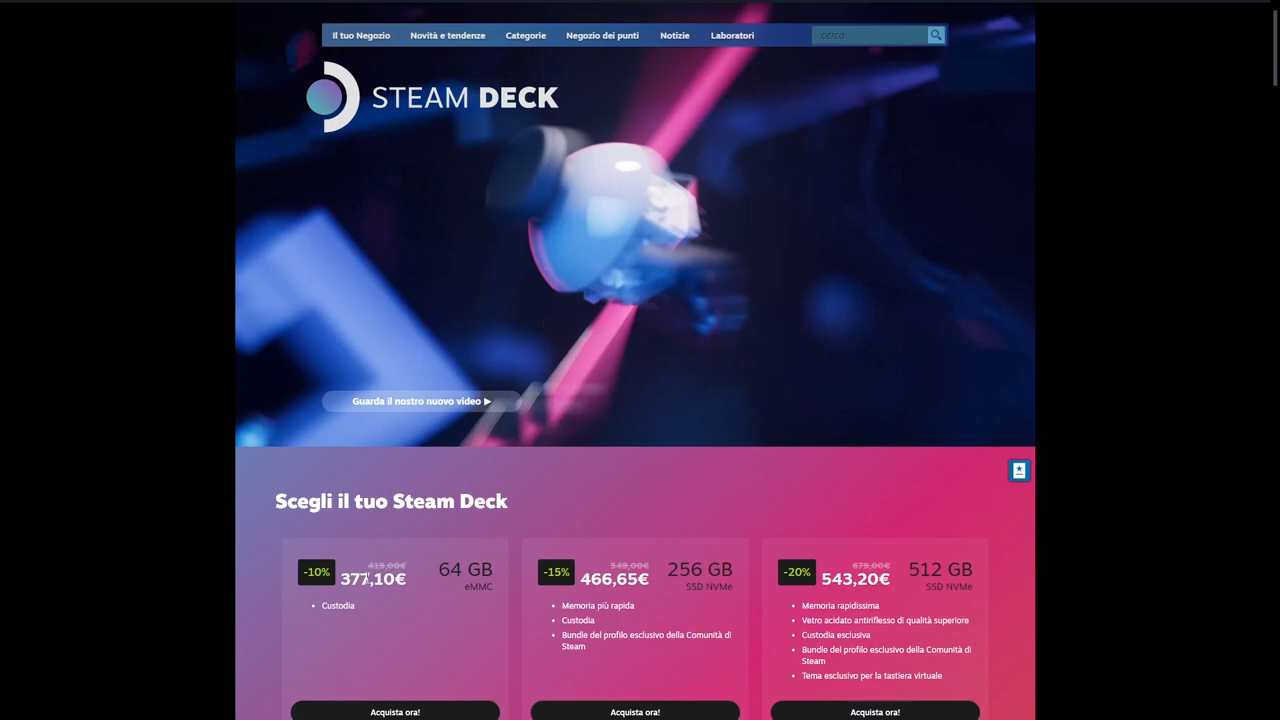 Il tuo Negozio Novità e tendenze Categorie Negozio dei punti Notizie Laboratori cerca
STEAM DECK
Guarda il nostro nuovo video
Scegli il tuo Steam Deck
-10% 419,00€ 377,10€ 64 GB eMMC
• Custodia
Acquista ora!
-15% 549,00€ 466,65€ 256 GB SSD NVMe
• Memoria più rapida
• Custodia
• Bundle del profilo esclusivo della Comunità di
Steam
Acquista ora!
-20% 679,00€ 543,20€ 512 GB SSD NVMe
• Memoria rapidissima
• Vetro acidato antiriflesso di qualità superiore
• Custodia esclusiva
• Bundle del profilo esclusivo della Comunità di
Steam
• Tema esclusivo per la tastiera virtuale
Acquista ora!